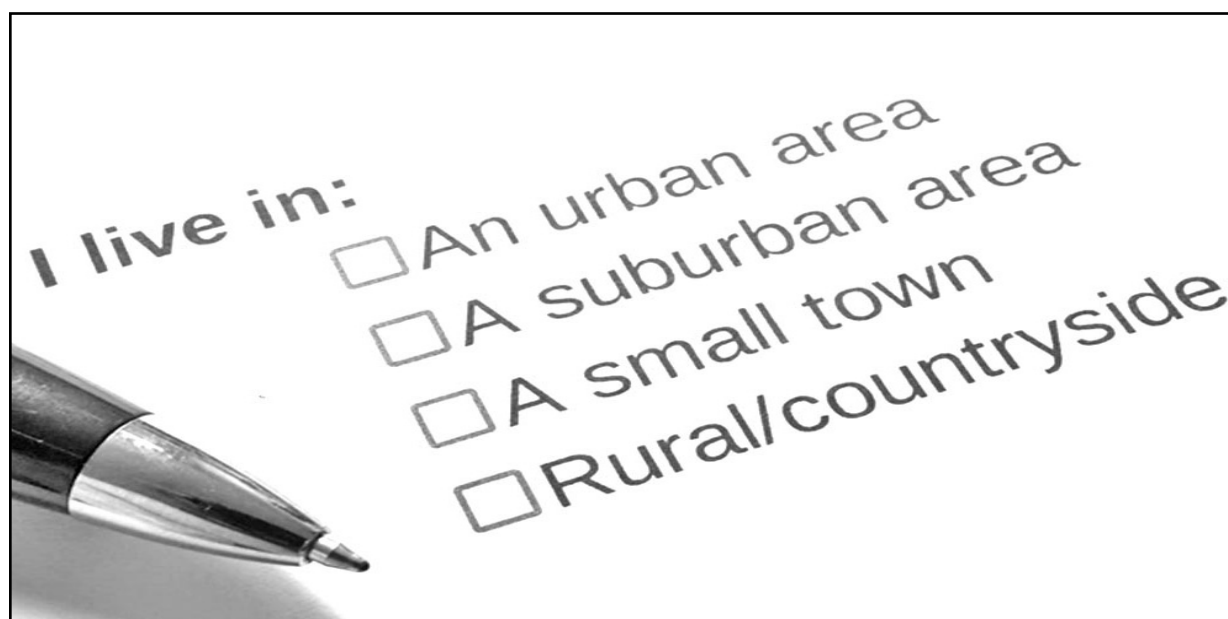 I live in:
An urban area
A suburban area
A small town
Rural/countryside